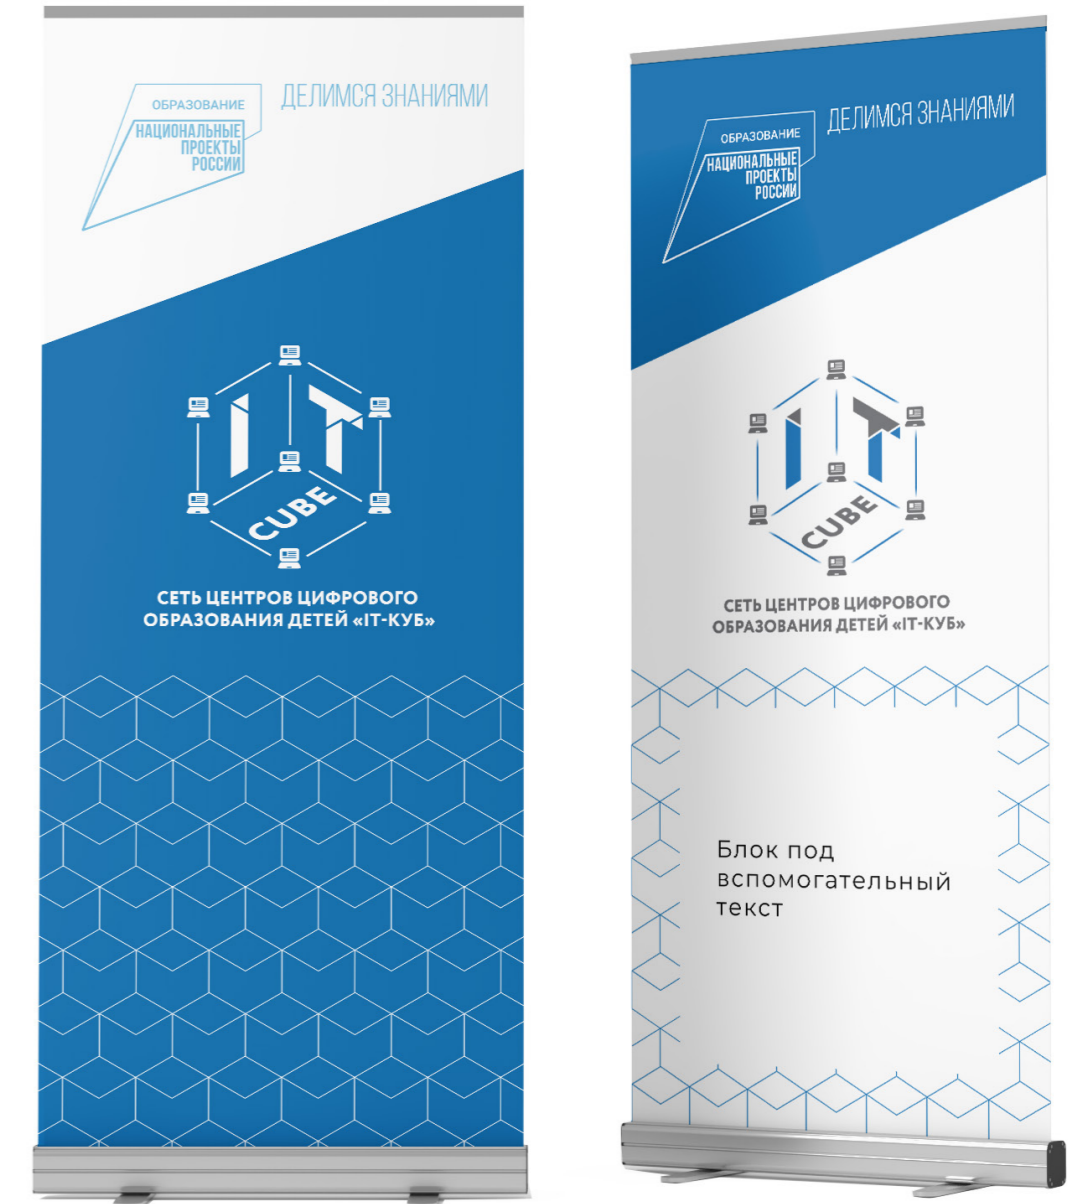 ОБРАЗОВАНИЕ
НАЦИОНАЛЬНЫЕ
ПРОЕКТЫ
РОССИИ
ДЕЛИМСЯ ЗНАНИЯМИ
IT
CUBE
СЕТЬ ЦЕНТРОВ ЦИФРОВОГО
ОБРАЗОВАНИЯ ДЕТЕЙ «IT-КУБ»
ОБРАЗОВАНИЕ
НАЦИОНАЛЬНЫЕ
ПРОЕКТЫ
РОССИИ
ДЕЛИМСЯ ЗНАНИЯМИ
IT
CUBE
СЕТЬ ЦЕНТРОВ ЦИФРОВОГО
ОБРАЗОВАНИЯ ДЕТЕЙ «IT-КУБ»
Блок под
вспомогательный
текст